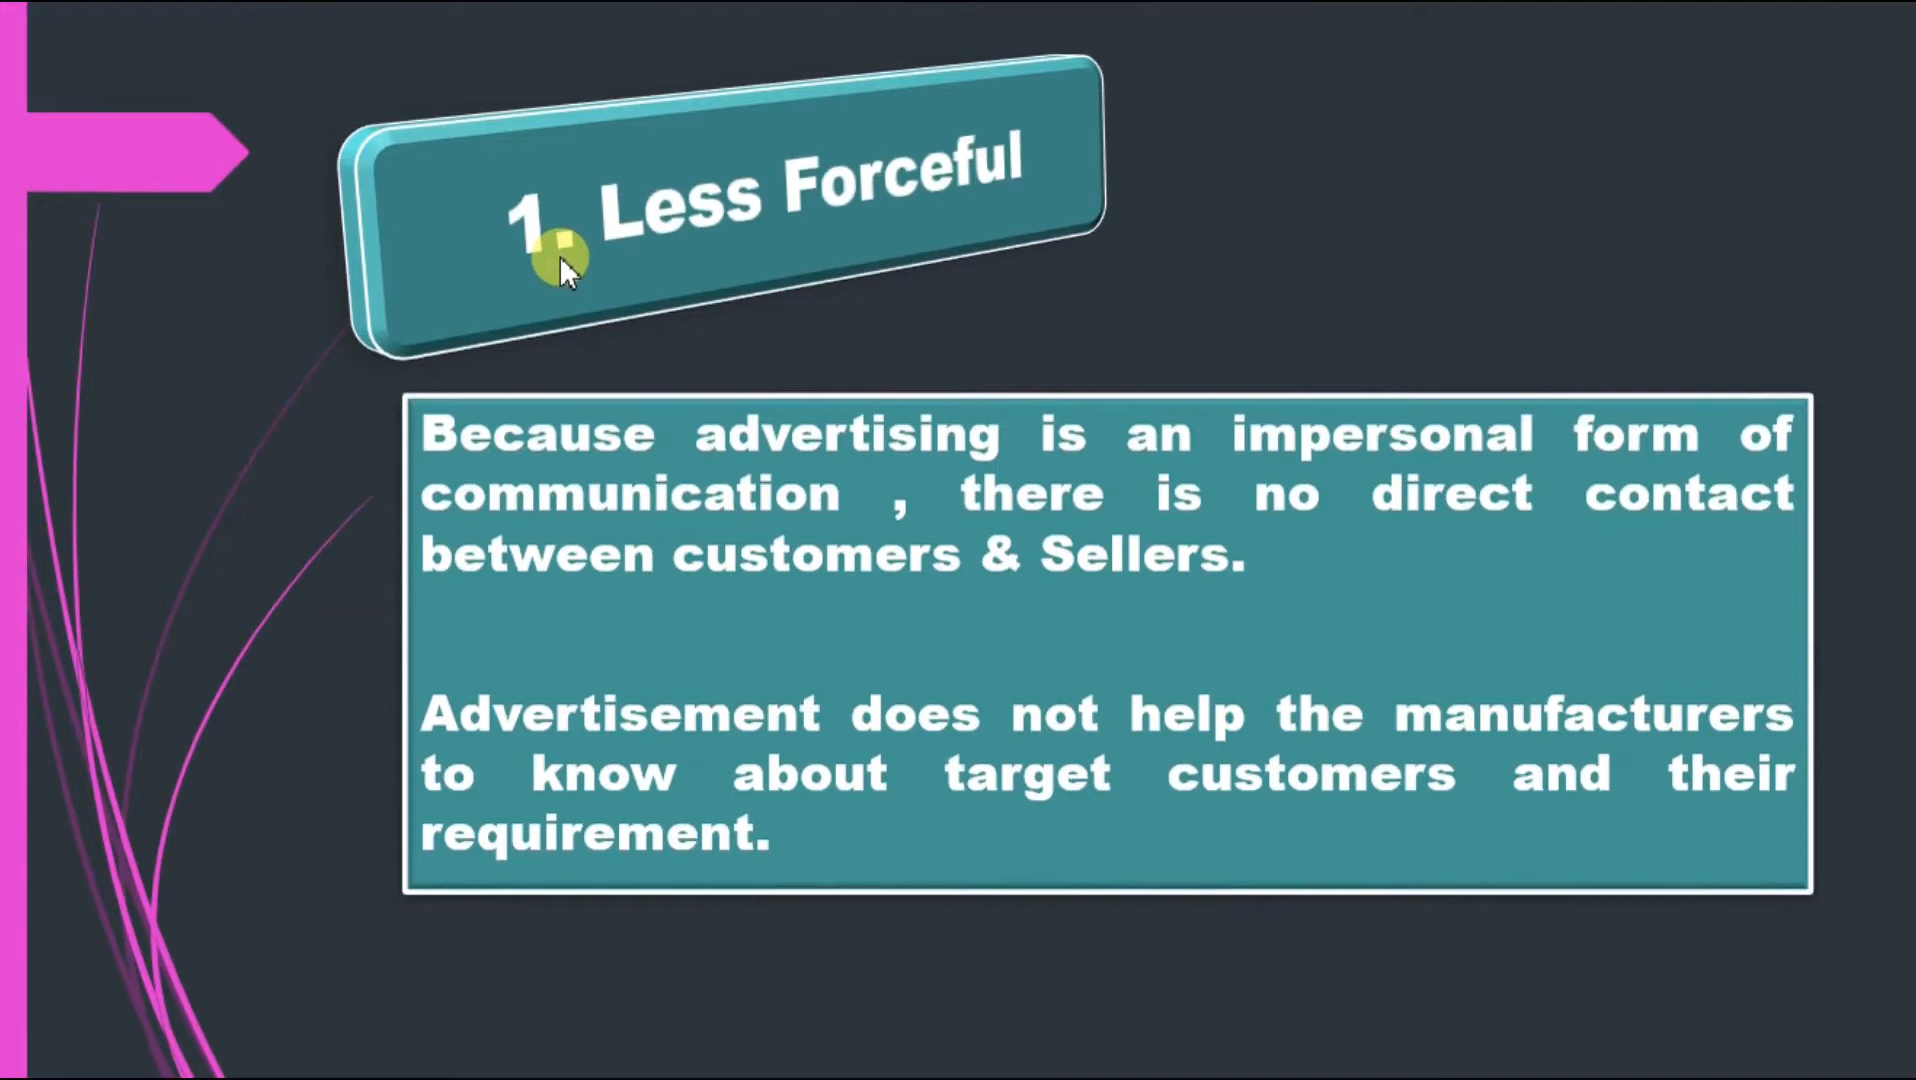 1. Less Forceful
Because advertising is an impersonal form of
communication , there is no direct contact
between customers & Sellers.
Advertisement does not help the manufacturers
to know about target customers and their
requirement.